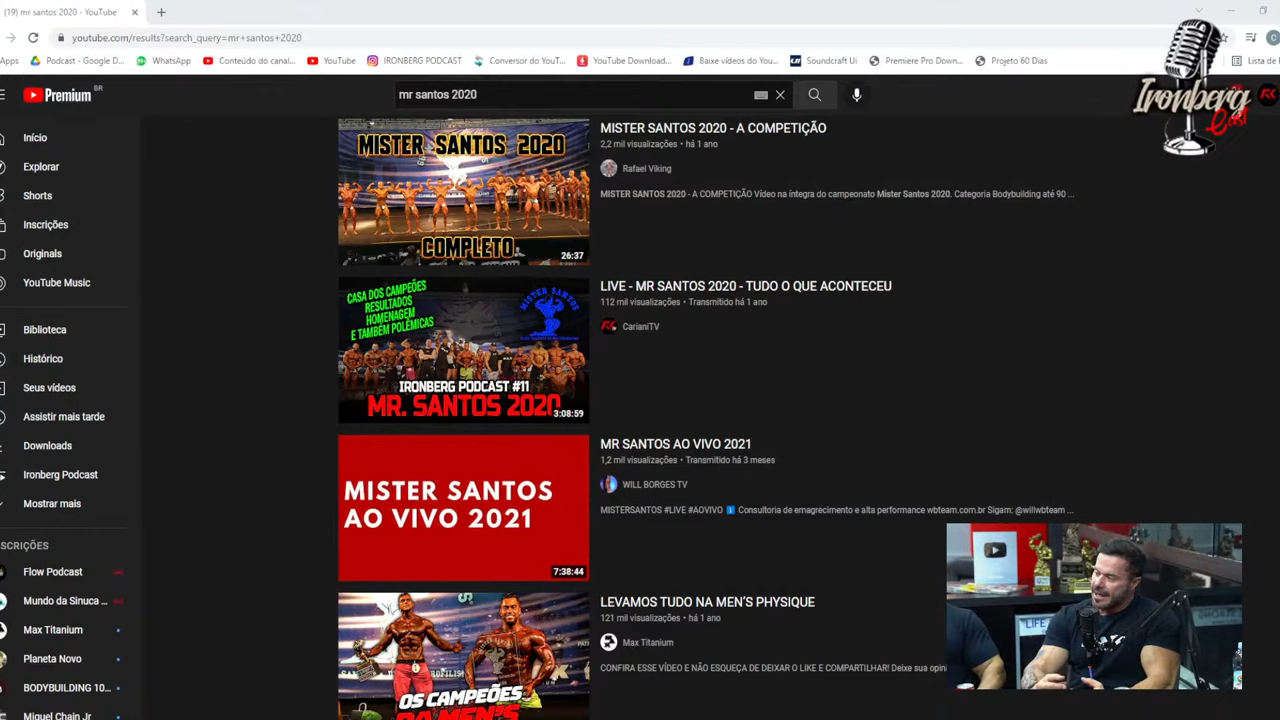 (19) mr santos 2020 - YouTube
youtube.com/results?search_query=mr+santos+2020
Apps
Podcast - Google D...
WhatsApp
Conteúdo do canal...
YouTube
IRONBERG PODCAST
Conversor do YouT...
YouTube Download...
Baixe vídeos do You...
Soundcraft Ui
Premiere Pro Down...
Projeto 60 Dias
Lista de
Ironberg
Cast
Premium BR
mr santos 2020
Início
Explorar
Shorts
Inscrições
Originals
YouTube Music
Biblioteca
Histórico
Seus vídeos
Assistir mais tarde
Downloads
Ironberg Podcast
Mostrar mais
NSCRIÇÕES
Flow Podcast
Mundo da Sinuca ...
Max Titanium
Planeta Novo
BODYBUILDING 10...
Miguel Chain Jr
MISTER SANTOS 2020
COMPLETO
26:37
MISTER SANTOS 2020 - A COMPETIÇÃO
2,2 mil visualizações • há 1 ano
Rafael Viking
MISTER SANTOS 2020 - A COMPETIÇÃO Vídeo na íntegra do campeonato Mister Santos 2020. Categoria Bodybuilding até 90 ...
CASA DOS CAMPEÕES
RESULTADOS
HOMENAGEM
E TAMBÉM POLÊMICAS
MISTER SANTOS
IRONBERG PODCAST #11
MR. SANTOS 2020
3:08:59
LIVE - MR SANTOS 2020 - TUDO O QUE ACONTECEU
112 mil visualizações • Transmitido há 1 ano
CarianiTV
MISTER SANTOS
AO VIVO 2021
7:38:44
MR SANTOS AO VIVO 2021
1,2 mil visualizações • Transmitido há 3 meses
WILL BORGES TV
MISTERSANTOS #LIVE #AOVIVO ℹ️ Consultoria de emagrecimento e alta performance wbteam.com.br Sigam: @willwbteam ...
OS CAMPEÕES
DA MEN'S
LEVAMOS TUDO NA MEN'S PHYSIQUE
121 mil visualizações • há 1 ano
Max Titanium
CONFIRA ESSE VÍDEO E NÃO ESQUEÇA DE DEIXAR O LIKE E COMPARTILHAR! Deixe sua opini